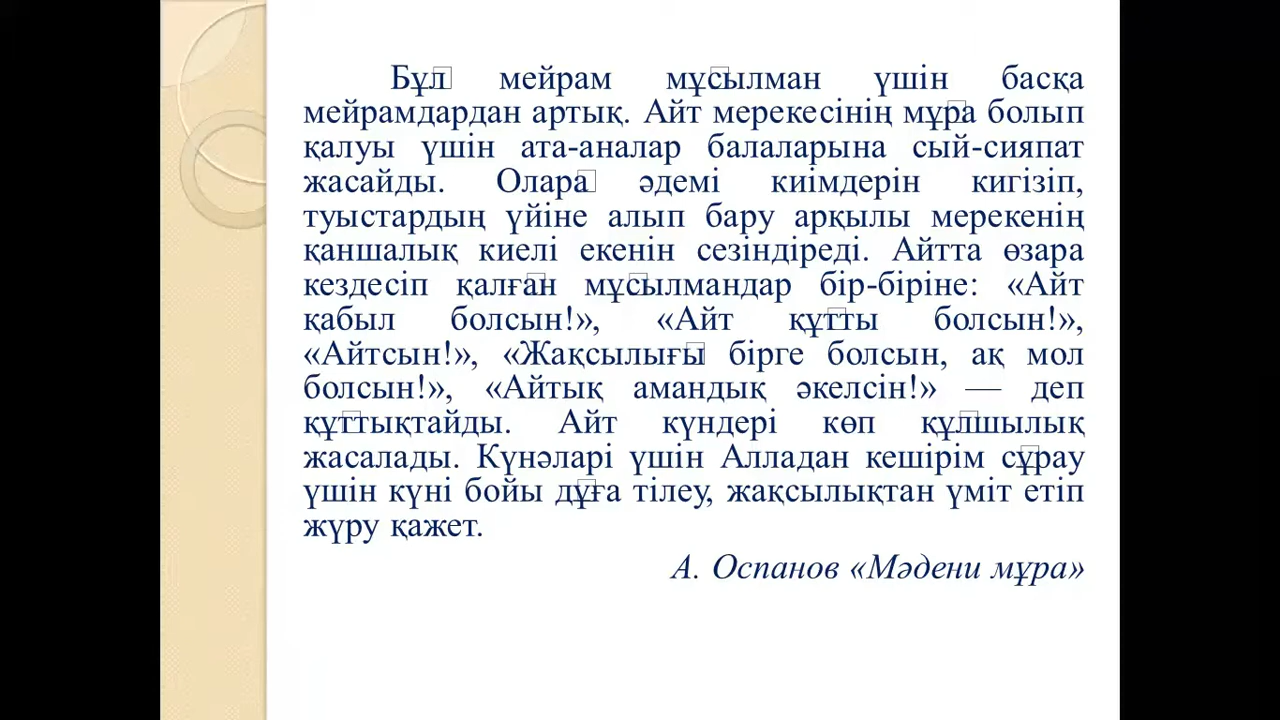 Бұл мейрам мұсылман үшін басқа
мейрамдардан артық. Айт мерекесінің мұра болып
қалуы үшін ата-аналар балаларына сый-сияпат
жасайды. Олара әдемі киімдерін кигізіп,
туыстардың үйіне алып бару арқылы мерекенің
қаншалық киелі екенін сезіндіреді. Айтта өзара
кездесіп қалған мұсылмандар бір-біріне: «Айт
қабыл болсын!», «Айт құтты болсын!»,
«Айтсын!», «Жақсылығы бірге болсын, ақ мол
болсын!», «Айтық амандық әкелсін!» — деп
құттықтайды. Айт күндері көп құлшылық
жасалады. Күнәларі үшін Алладан кешірім сұрау
үшін күні бойы дұға тілеу, жақсылықтан үміт етіп
жүру қажет.
А. Оспанов «Мәдени мұра»